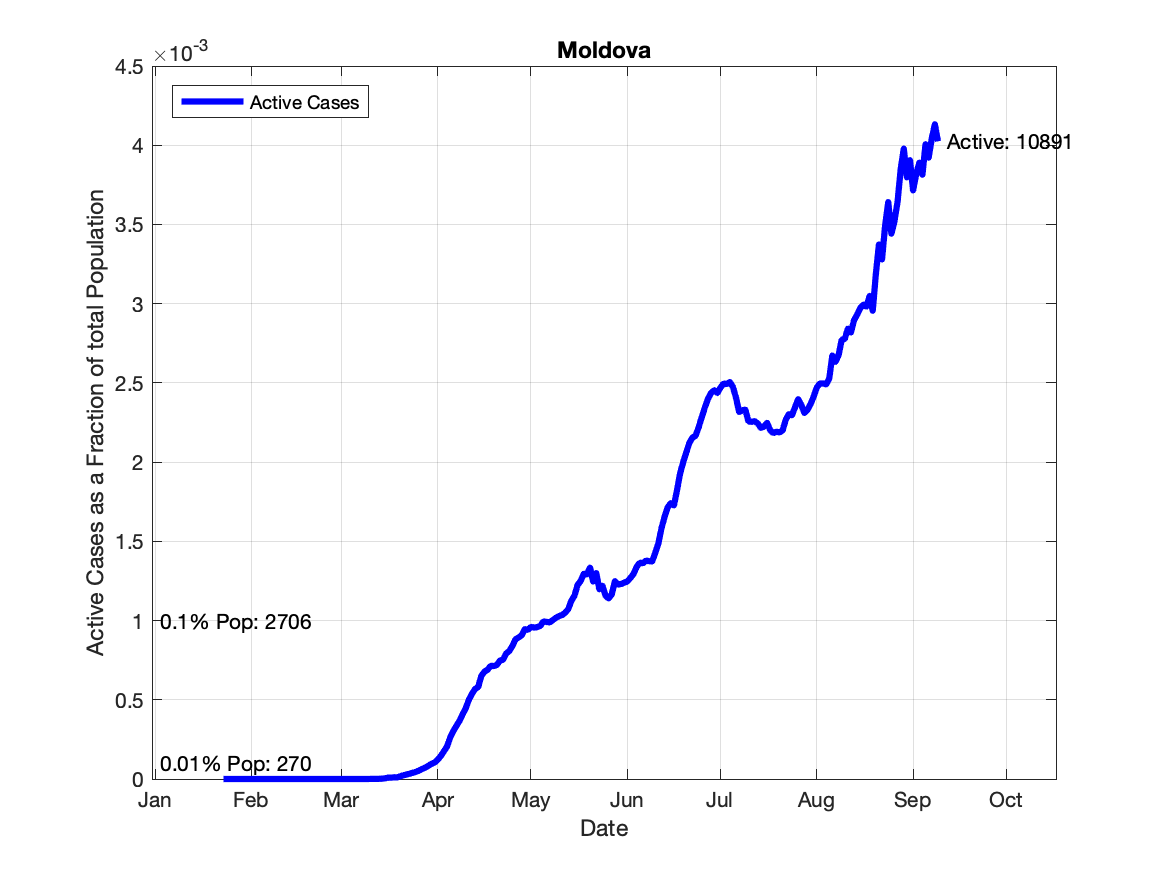 Moldova
×10-3
4.5
4
3.5
3
2.5
2
1.5
1
0.5
0
Active Cases as a Fraction of total Population
Active Cases
Active: 10891
0.1% Pop: 2706
0.01% Pop: 270
Jan Feb Mar Apr May Jun Jul Aug Sep Oct
Date